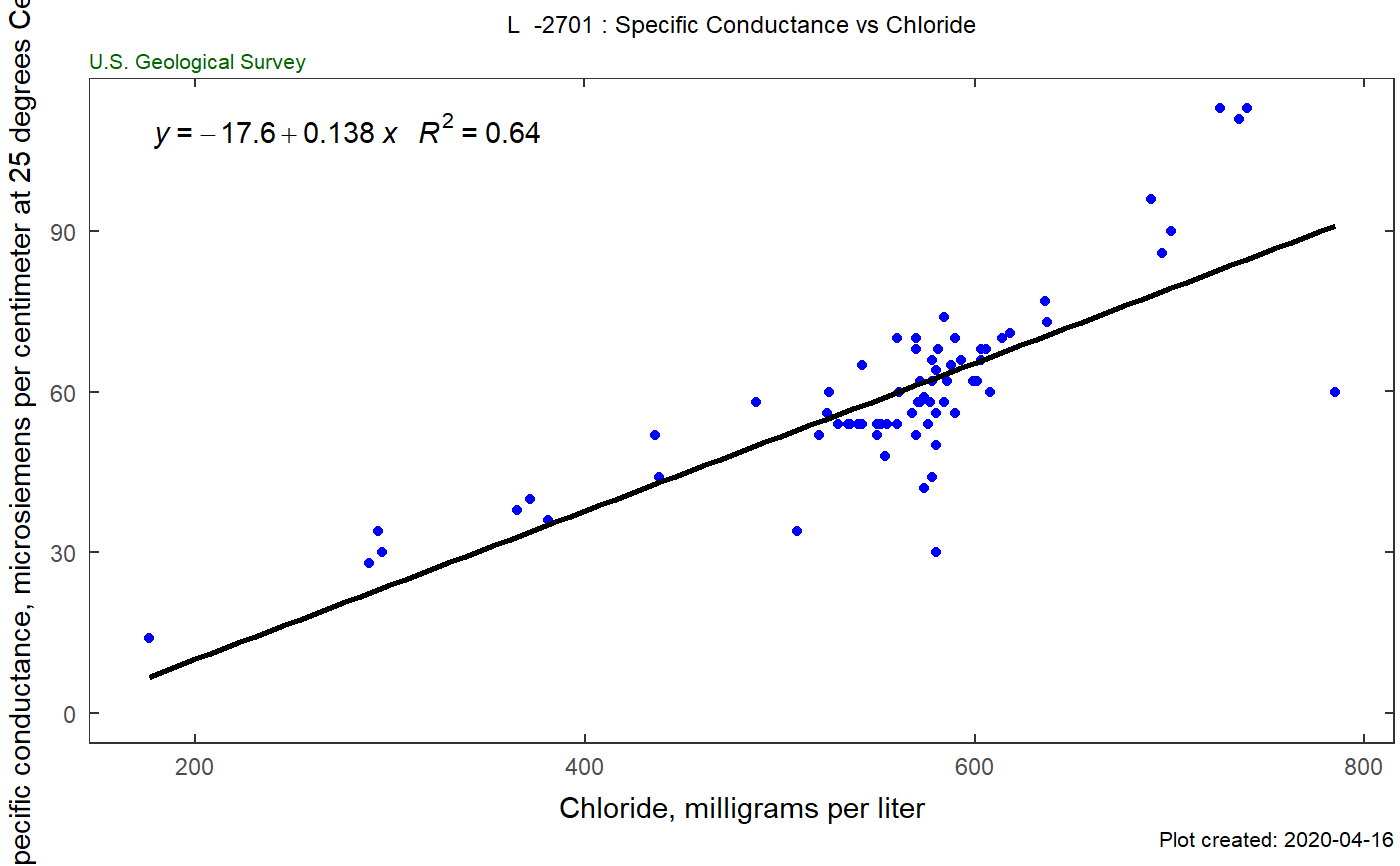 L -2701 : Specific Conductance vs Chloride
U.S. Geological Survey
y = −17.6 + 0.138 x R² = 0.64
90
60
30
0
pecific conductance, microsiemens per centimeter at 25 degrees Ce
200 400 600 800
Chloride, milligrams per liter
Plot created: 2020-04-16